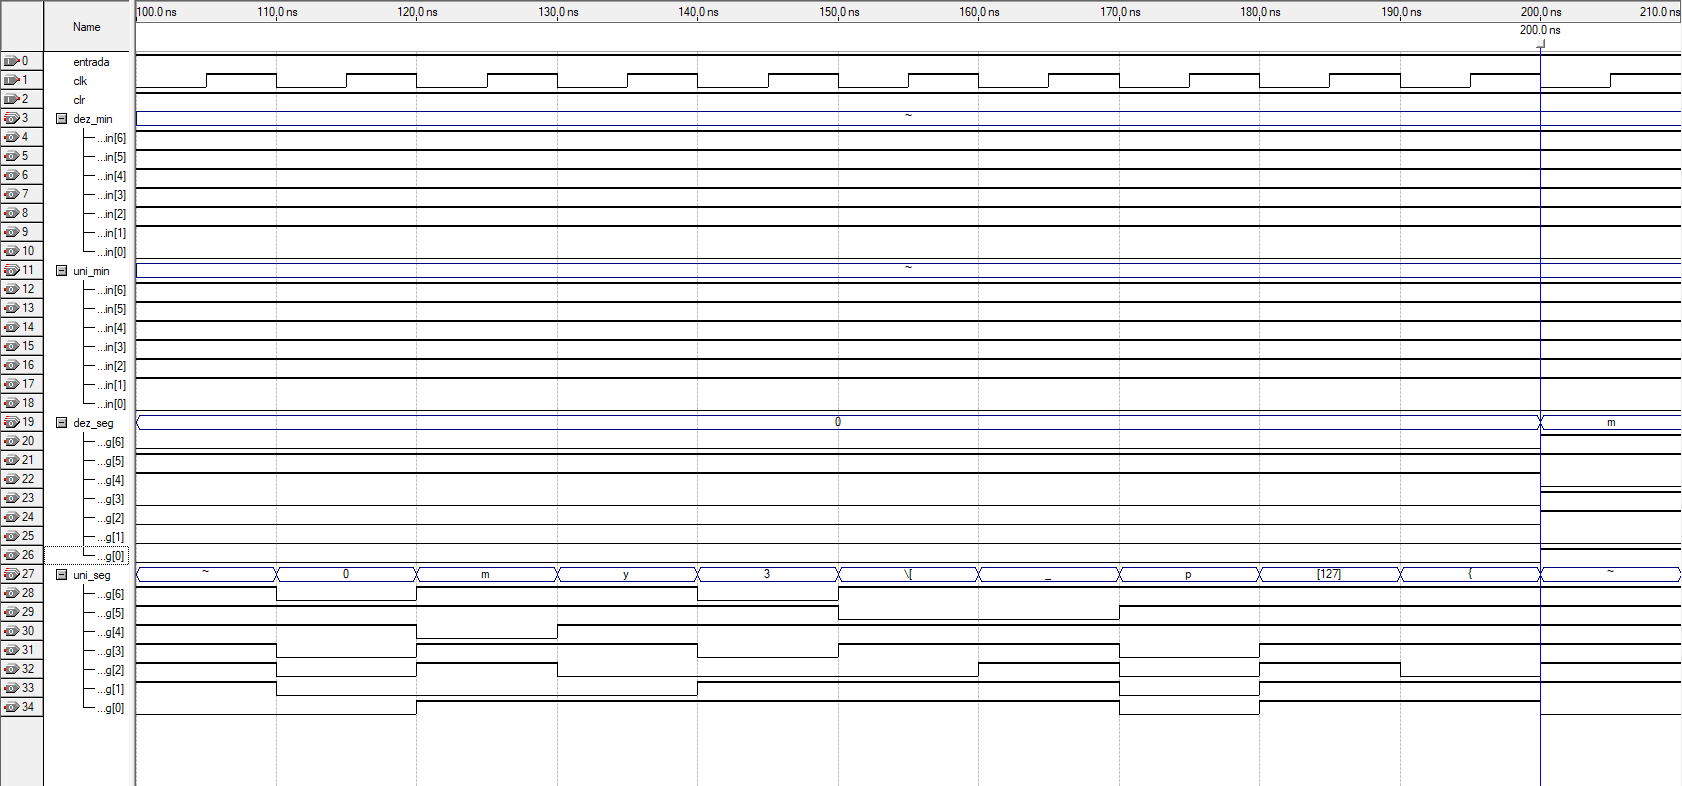 100.0 ns 110.0 ns 120.0 ns 130.0 ns 140.0 ns 150.0 ns 160.0 ns 170.0 ns 180.0 ns 190.0 ns 200.0 ns 210.0 ns
Name
200.0 ns
0 entrada
1 clk
2 clr
3 dez_min ~
4 ...in[6]
5 ...in[5]
6 ...in[4]
7 ...in[3]
8 ...in[2]
9 ...in[1]
10 ...in[0]
11 uni_min ~
12 ...in[6]
13 ...in[5]
14 ...in[4]
15 ...in[3]
16 ...in[2]
17 ...in[1]
18 ...in[0]
19 dez_seg 0 m
20 ...g[6]
21 ...g[5]
22 ...g[4]
23 ...g[3]
24 ...g[2]
25 ...g[1]
26 ...g[0]
27 uni_seg ~ 0 m y 3 \[ _ p [127] { ~
28 ...g[6]
29 ...g[5]
30 ...g[4]
31 ...g[3]
32 ...g[2]
33 ...g[1]
34 ...g[0]